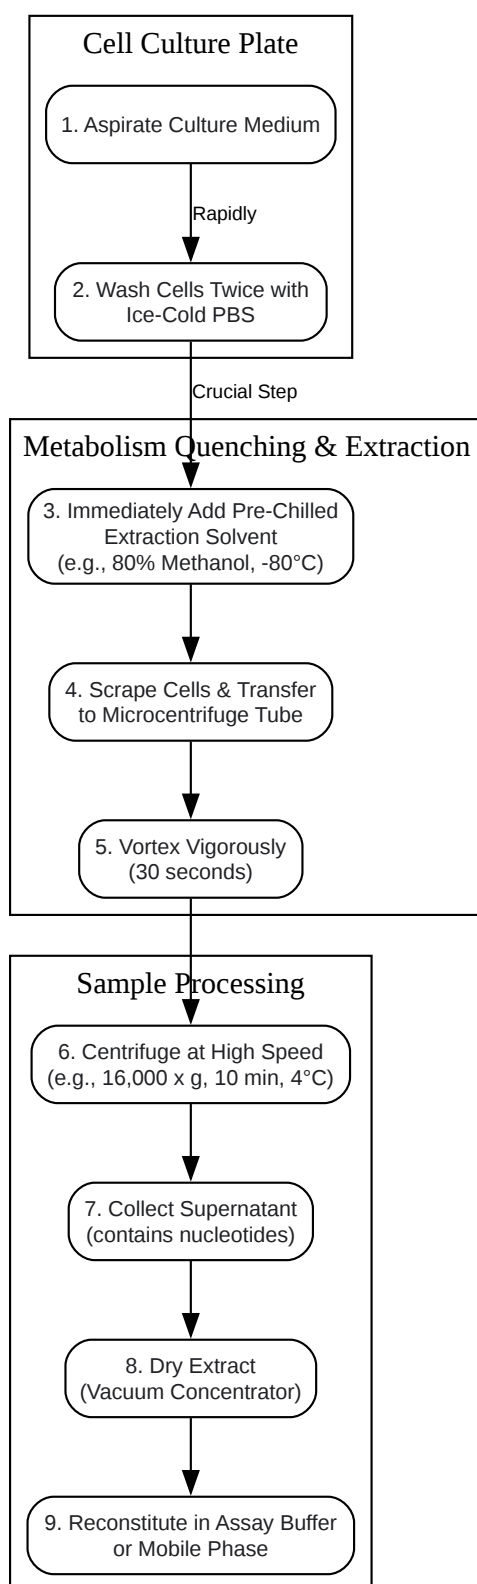 Cell Culture Plate
1. Aspirate Culture Medium
Rapidly
2. Wash Cells Twice with
Ice-Cold PBS
Crucial Step
Metabolism Quenching & Extraction
3. Immediately Add Pre-Chilled
Extraction Solvent
(e.g., 80% Methanol, -80°C)
4. Scrape Cells & Transfer
to Microcentrifuge Tube
5. Vortex Vigorously
(30 seconds)
Sample Processing
6. Centrifuge at High Speed
(e.g., 16,000 x g, 10 min, 4°C)
7. Collect Supernatant
(contains nucleotides)
8. Dry Extract
(Vacuum Concentrator)
9. Reconstitute in Assay Buffer
or Mobile Phase